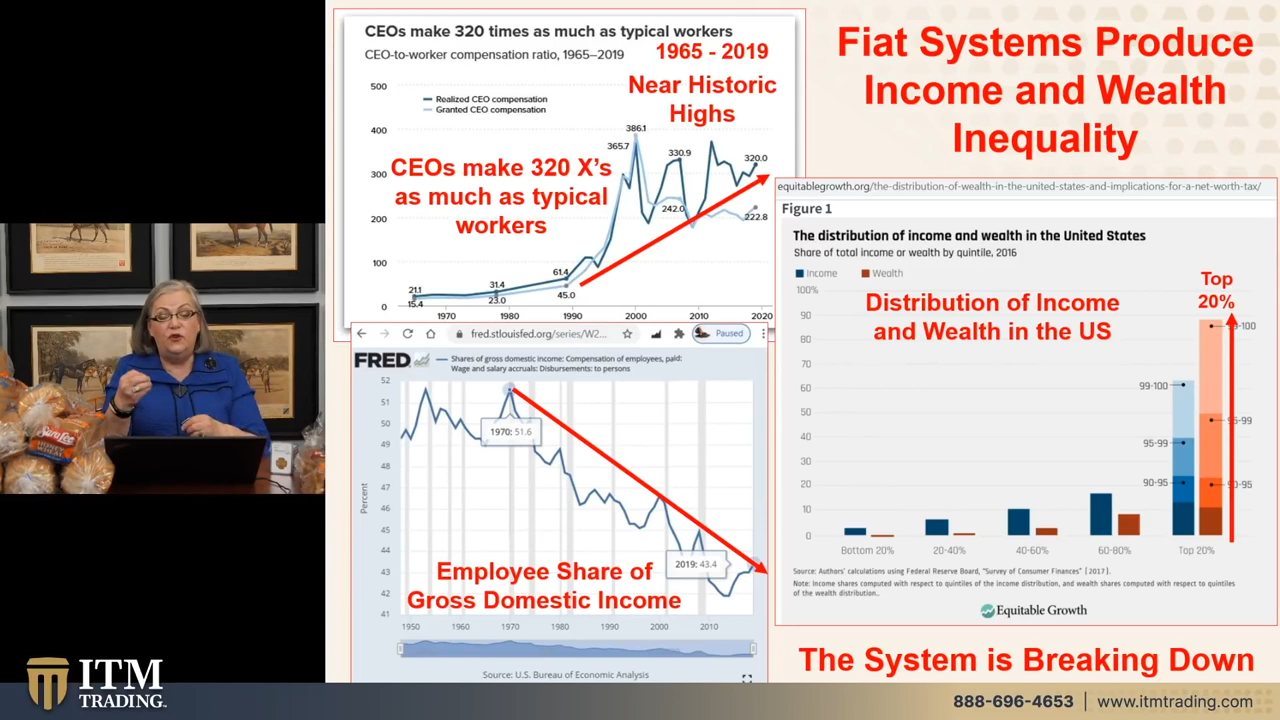 CEOs make 320 times as much as typical workers
CEO-to-worker compensation ratio, 1965–2019
1965 - 2019
Near Historic
Highs
500
400
300
200
100
0
Realized CEO compensation
Granted CEO compensation
386.1
365.7
330.9
320.0
242.0
222.8
61.4
45.0
31.4
23.0
21.1
15.4
CEOs make 320 X's
as much as typical
workers
1970
1980
1990
2000
2010
2020
Fiat Systems Produce
Income and Wealth
Inequality
equitablegrowth.org/the-distribution-of-wealth-in-the-united-states-and-implications-for-a-net-worth-tax/
Figure 1
The distribution of income and wealth in the United States
Share of total income or wealth by quintile, 2016
Income
Wealth
Top
20%
Distribution of Income
and Wealth in the US
100%
90
80
70
60
50
40
30
20
10
0
99-100
95-99
90-95
-100
-99
-95
Bottom 20%
20-40%
40-60%
60-80%
Top 20%
Source: Authors' calculations using Federal Reserve Board, "Survey of Consumer Finances" [2017].
Note: Income shares computed with respect to quintiles of the income distribution, and wealth shares computed with respect to quintiles
of the wealth distribution..
Equitable Growth
fred.stlouisfed.org/series/W2...
Paused
FRED
Shares of gross domestic income: Compensation of employees, paid:
Wage and salary accruals: Disbursements: to persons
52
51
50
49
48
47
46
45
44
43
42
41
Percent
1970: 51.6
2019: 43.4
Employee Share of
Gross Domestic Income
1950
1960
1970
1980
1990
2000
2010
Source: U.S. Bureau of Economic Analysis
The System is Breaking Down
Sara Lee
HONEY
WHEAT
ITM
TRADING
888-696-4653 | www.itmtrading.com